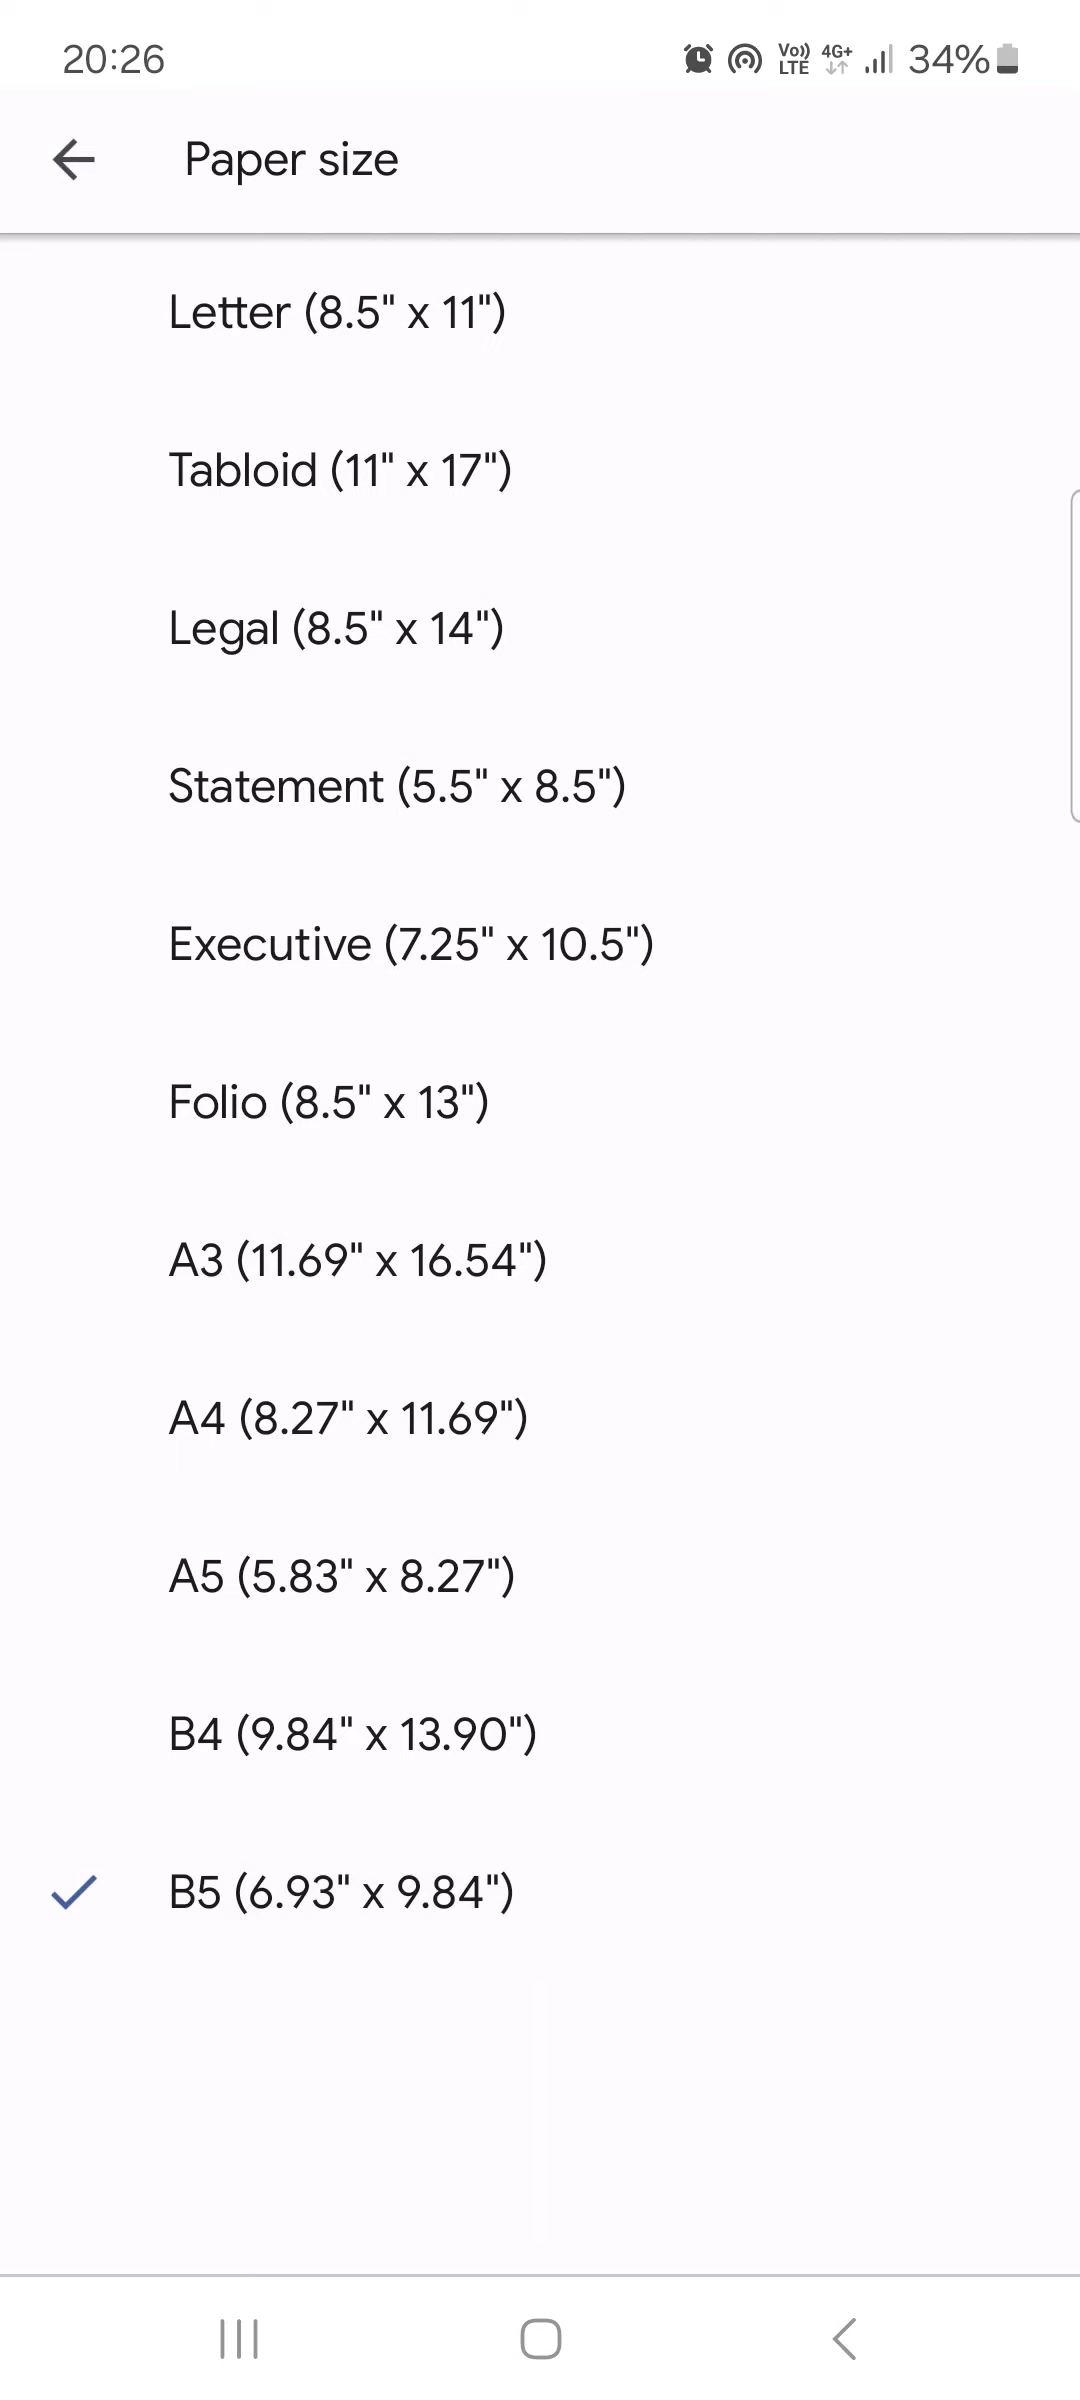 20:26
Vo)) LTE 4G+ 34%
Paper size
Letter (8.5" x 11")
Tabloid (11" x 17")
Legal (8.5" x 14")
Statement (5.5" x 8.5")
Executive (7.25" x 10.5")
Folio (8.5" x 13")
A3 (11.69" x 16.54")
A4 (8.27" x 11.69")
A5 (5.83" x 8.27")
B4 (9.84" x 13.90")
B5 (6.93" x 9.84")